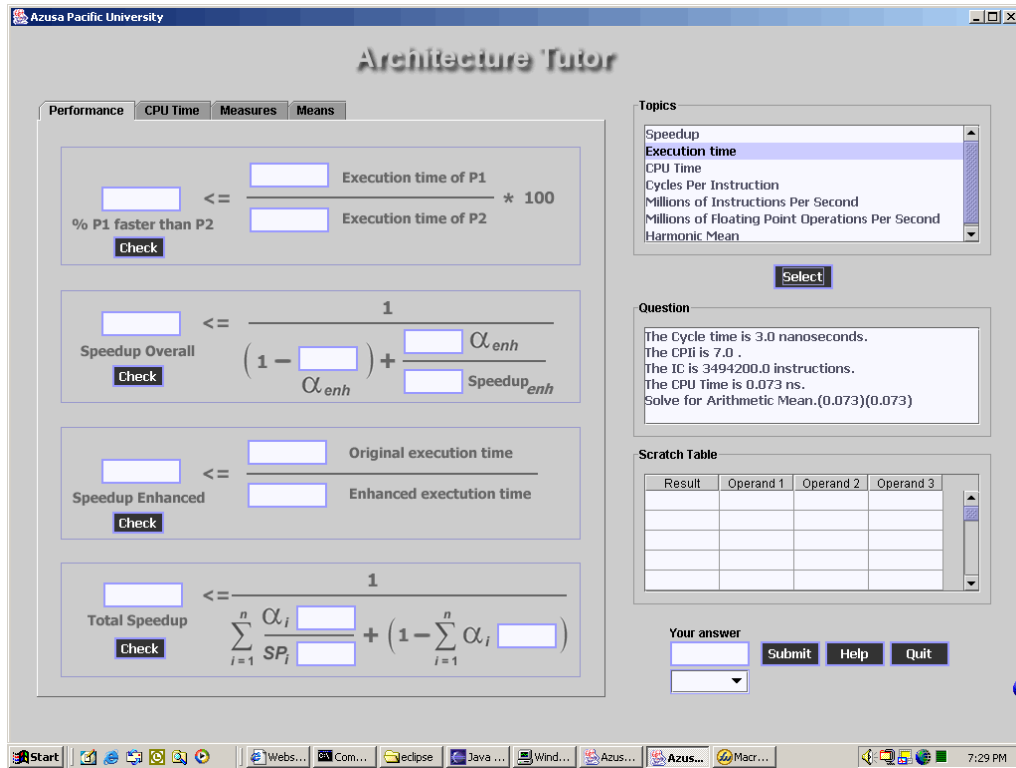 Azusa Pacific University
Architecture Tutor
Performance CPU Time Measures Means
Execution time of P1
<= * 100
Execution time of P2
% P1 faster than P2
Check
1
<=
Speedup Overall
( 1 − ) + αenh
αenh Speedupenh
Check
Original execution time
<=
Enhanced exectution time
Speedup Enhanced
Check
1
<=
Total Speedup
n αi n
∑ + ( 1 − ∑ αi )
i = 1 SPi i = 1
Check
Topics
Speedup
Execution time
CPU Time
Cycles Per Instruction
Millions of Instructions Per Second
Millions of Floating Point Operations Per Second
Harmonic Mean
Select
Question
The Cycle time is 3.0 nanoseconds.
The CPIi is 7.0 .
The IC is 3494200.0 instructions.
The CPU Time is 0.073 ns.
Solve for Arithmetic Mean.(0.073)(0.073)
Scratch Table
Result Operand 1 Operand 2 Operand 3
Your answer
Submit Help Quit
Start Webs... Com... eclipse Java ... Wind... Azus... Azus... Macr... 7:29 PM